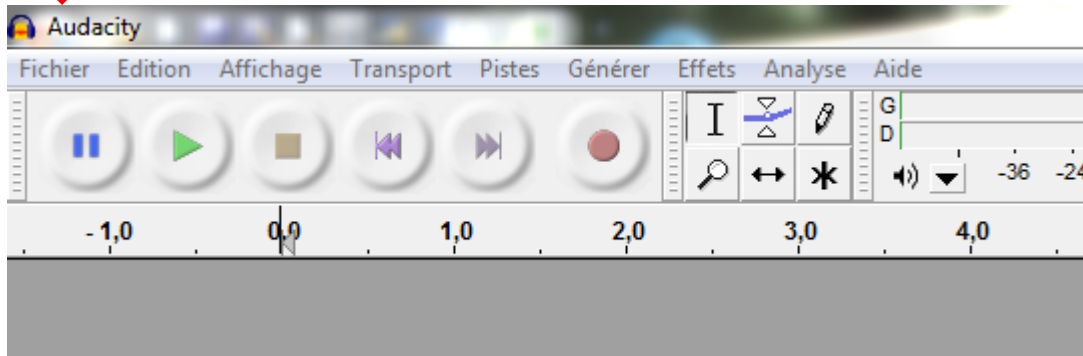 Audacity
Fichier Edition Affichage Transport Pistes Générer Effets Analyse Aide
G
D
-36 -24
- 1,0 0,0 1,0 2,0 3,0 4,0